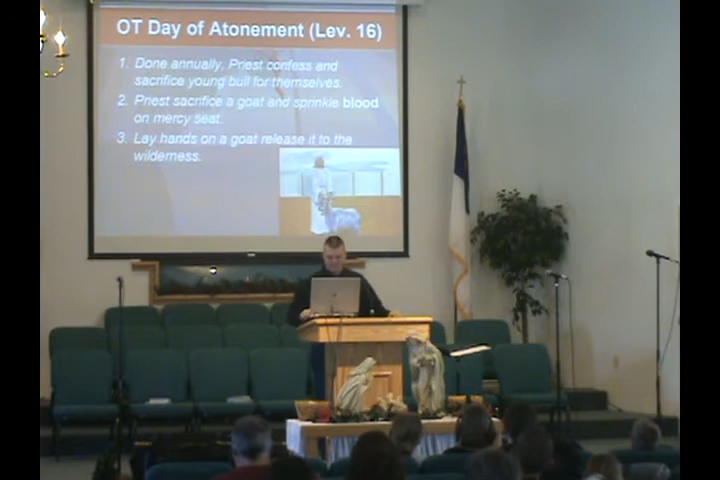 OT Day of Atonement (Lev. 16)
1. Done annually, Priest confess and
sacrifice young bull for themselves.
2. Priest sacrifice a goat and sprinkle blood
on mercy seat.
3. Lay hands on a goat release it to the
wilderness.